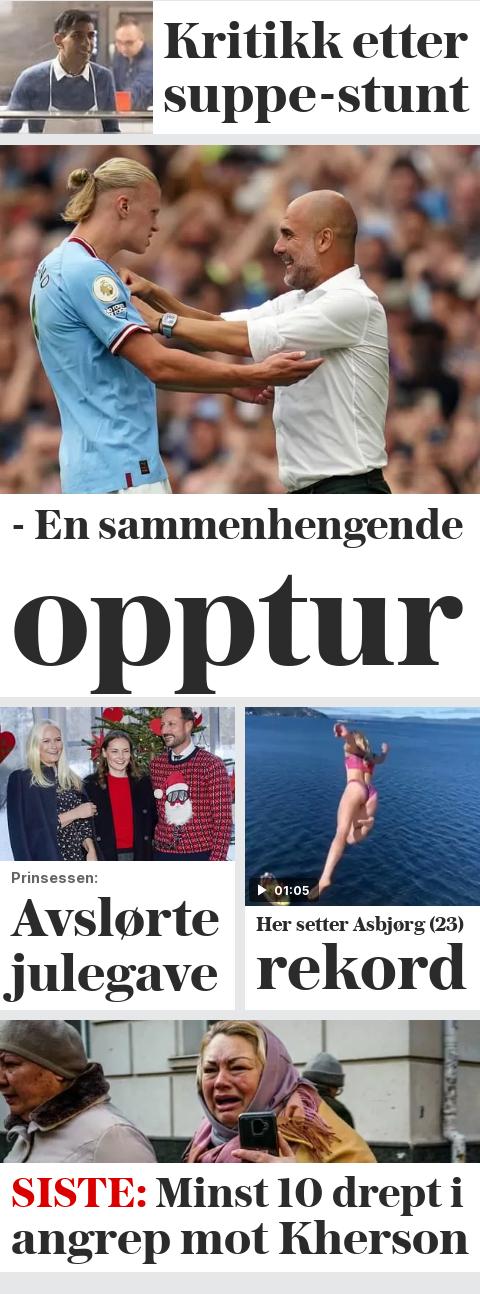 Kritikk etter
suppe-stunt
- En sammenhengende
opptur
01:05
Prinsessen:
Avslørte
julegave
Her setter Asbjørg (23)
rekord
SISTE: Minst 10 drept i
angrep mot Kherson